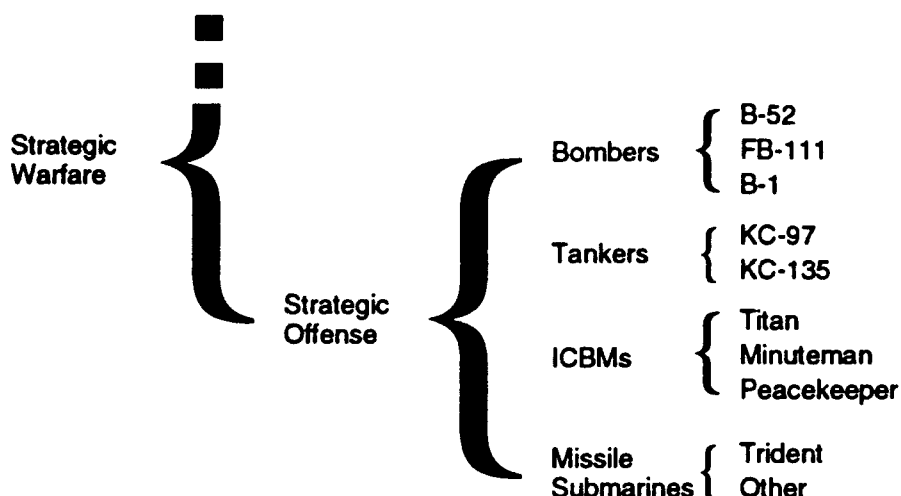 Strategic
Warfare
Strategic
Offense
Bombers
B-52
FB-111
B-1
Tankers
KC-97
KC-135
ICBMs
Titan
Minuteman
Peacekeeper
Missile
Submarines
Trident
Other